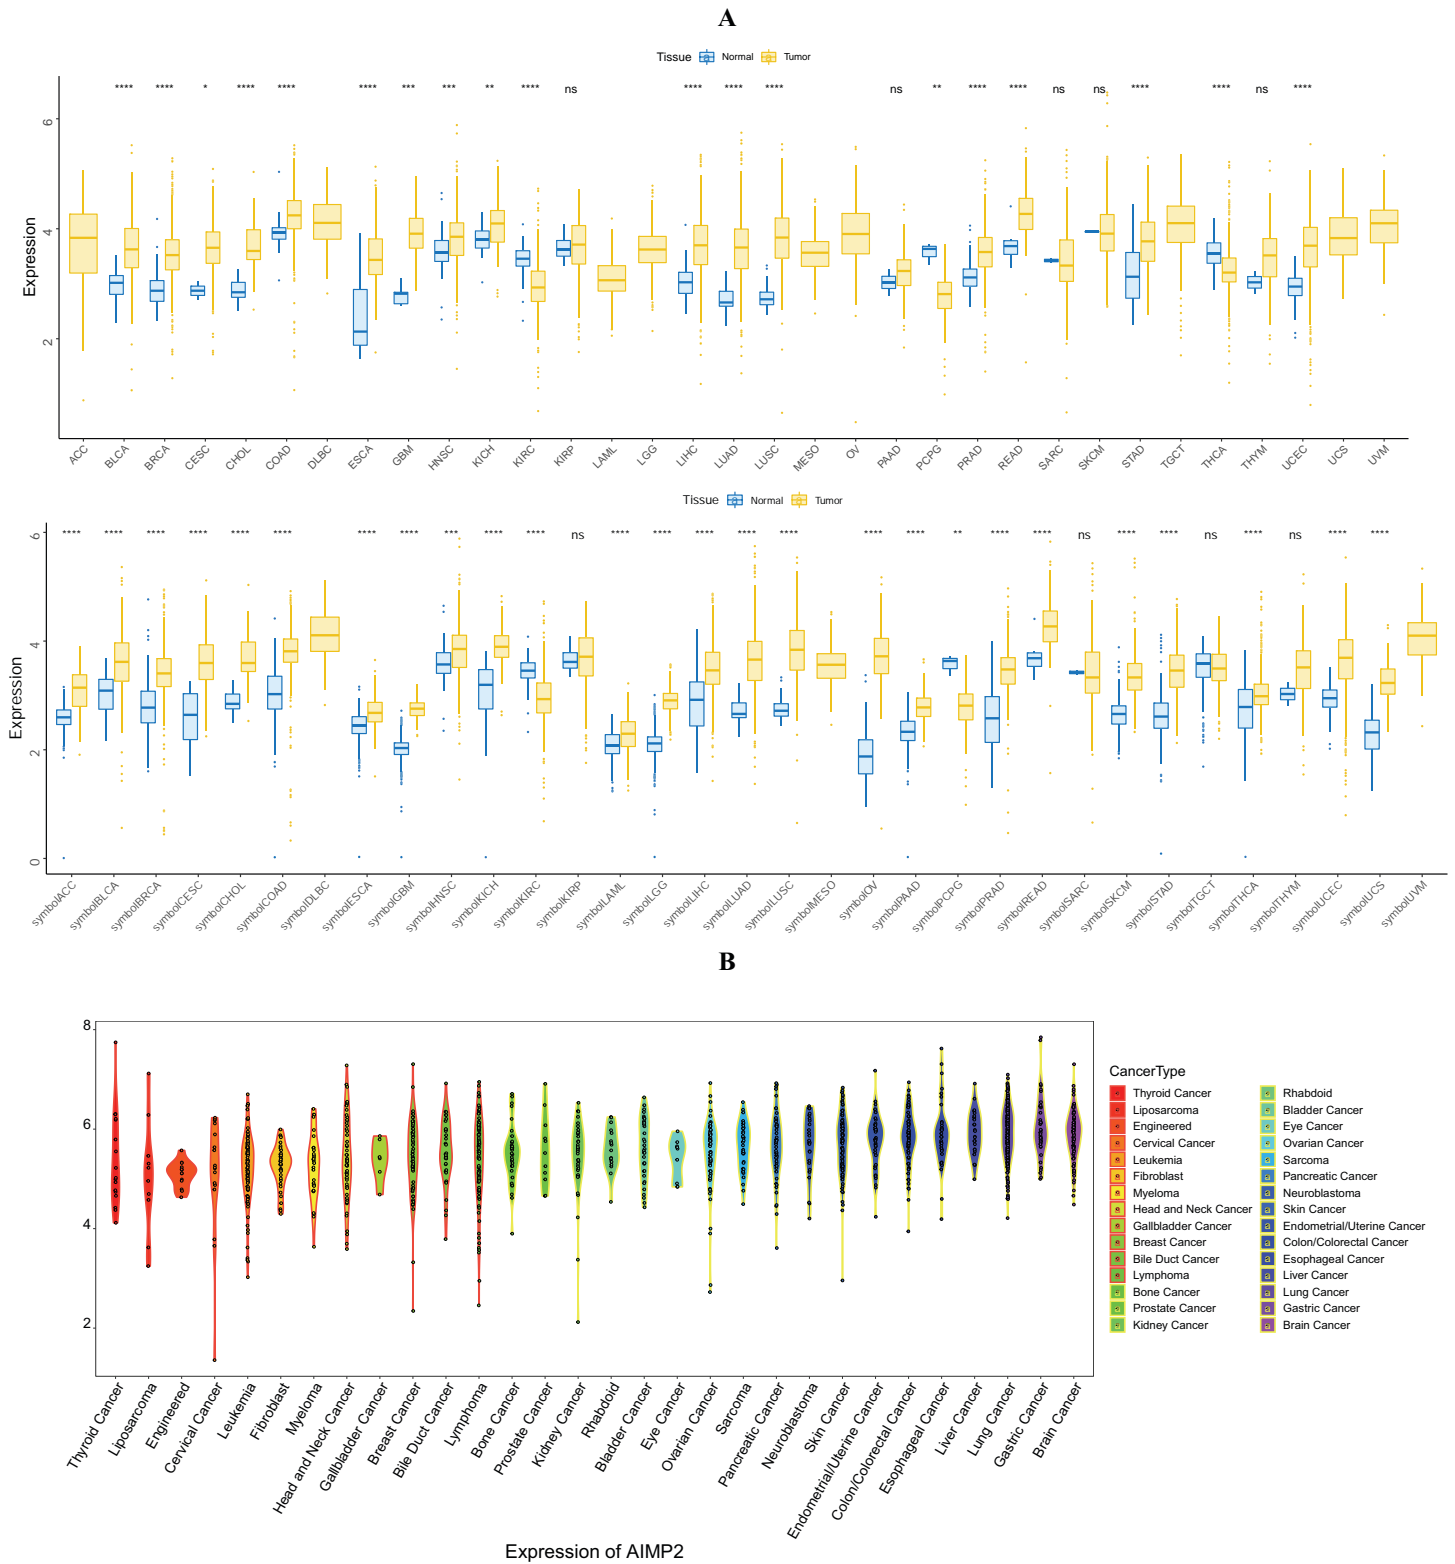 A
Tissue Normal Tumor
**** **** * **** **** **** *** *** ** **** ns **** **** **** ns ** **** **** ns ns **** **** ns ****
Expression
6
4
2
ACC BLCA BRCA CESC CHOL COAD DLBC ESCA GBM HNSC KICH KIRC KIRP LAML LGG LIHC LUAD LUSC MESO OV PAAD PCPG PRAD READ SARC SKCM STAD TGCT THCA THYM UCEC UCS UVM
Tissue Normal Tumor
**** **** **** **** **** **** **** **** *** **** **** ns **** **** **** **** **** **** **** ** **** **** ns **** **** ns **** ns **** ****
Expression
6
4
2
0
symbolACC symbolBLCA symbolBRCA symbolCESC symbolCHOL symbolCOAD symbolDLBC symbolESCA symbolGBM symbolHNSC symbolKICH symbolKIRC symbolKIRP symbolLAML symbolLGG symbolLIHC symbolLUAD symbolLUSC symbolMESO symbolOV symbolPAAD symbolPCPG symbolPRAD symbolREAD symbolSARC symbolSKCM symbolSTAD symbolTGCT symbolTHCA symbolTHYM symbolUCEC symbolUCS symbolUVM
B
8
6
4
2
Thyroid Cancer Liposarcoma Engineered Cervical Cancer Leukemia Fibroblast Myeloma Head and Neck Cancer Gallbladder Cancer Breast Cancer Bile Duct Cancer Lymphoma Bone Cancer Prostate Cancer Kidney Cancer Rhabdoid Bladder Cancer Eye Cancer Ovarian Cancer Sarcoma Pancreatic Cancer Neuroblastoma Skin Cancer Endometrial/Uterine Cancer Colon/Colorectal Cancer Esophageal Cancer Liver Cancer Lung Cancer Gastric Cancer Brain Cancer
Expression of AIMP2
CancerType
Thyroid Cancer
Liposarcoma
Engineered
Cervical Cancer
Leukemia
Fibroblast
Myeloma
Head and Neck Cancer
Gallbladder Cancer
Breast Cancer
Bile Duct Cancer
Lymphoma
Bone Cancer
Prostate Cancer
Kidney Cancer
Rhabdoid
Bladder Cancer
Eye Cancer
Ovarian Cancer
Sarcoma
Pancreatic Cancer
Neuroblastoma
Skin Cancer
Endometrial/Uterine Cancer
Colon/Colorectal Cancer
Esophageal Cancer
Liver Cancer
Lung Cancer
Gastric Cancer
Brain Cancer